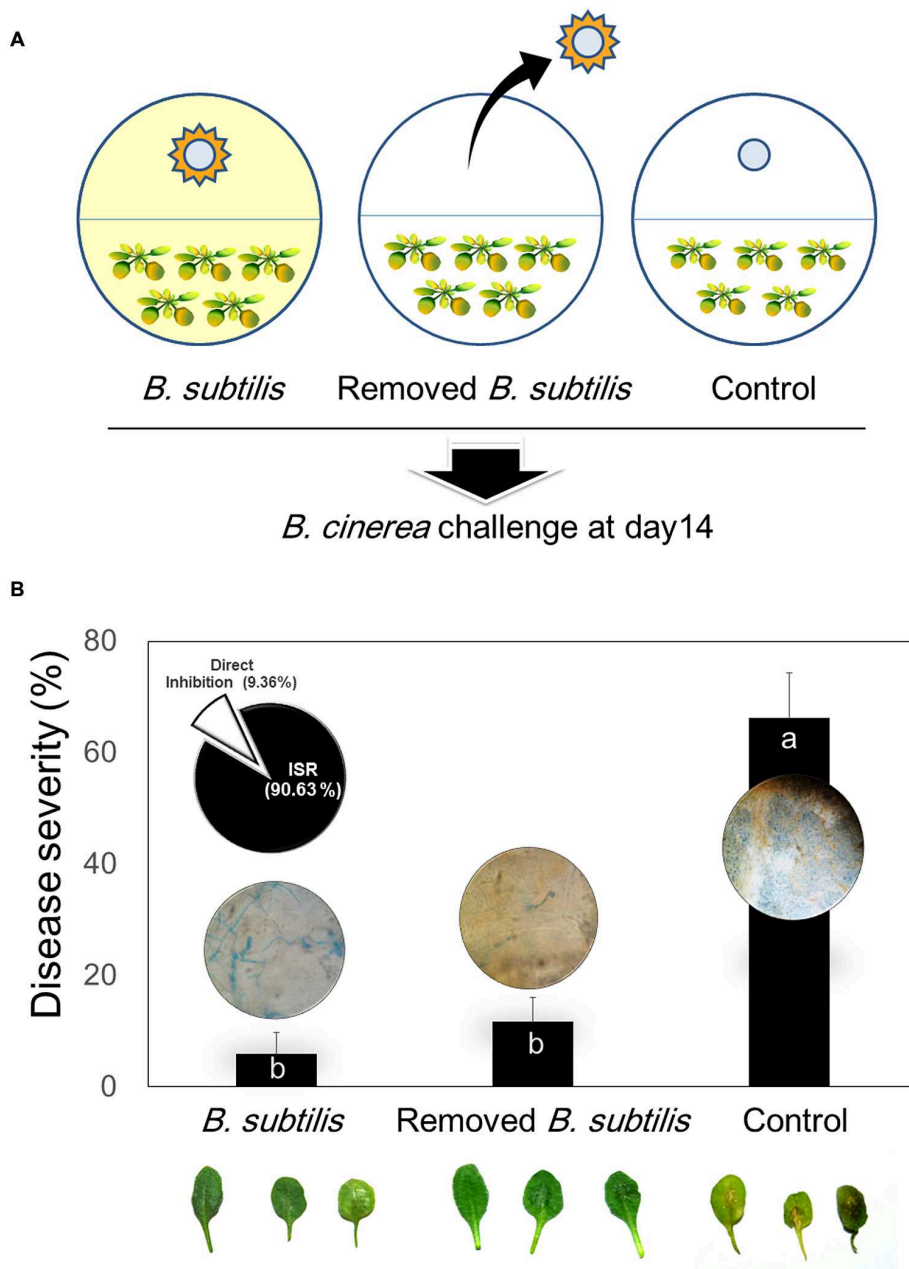 A
B. subtilis Removed B. subtilis Control
B. cinerea challenge at day14
B
Disease severity (%)
80
60
40
20
0
Direct
Inhibition (9.36%)
ISR
(90.63 %)
b
b
a
B. subtilis Removed B. subtilis Control